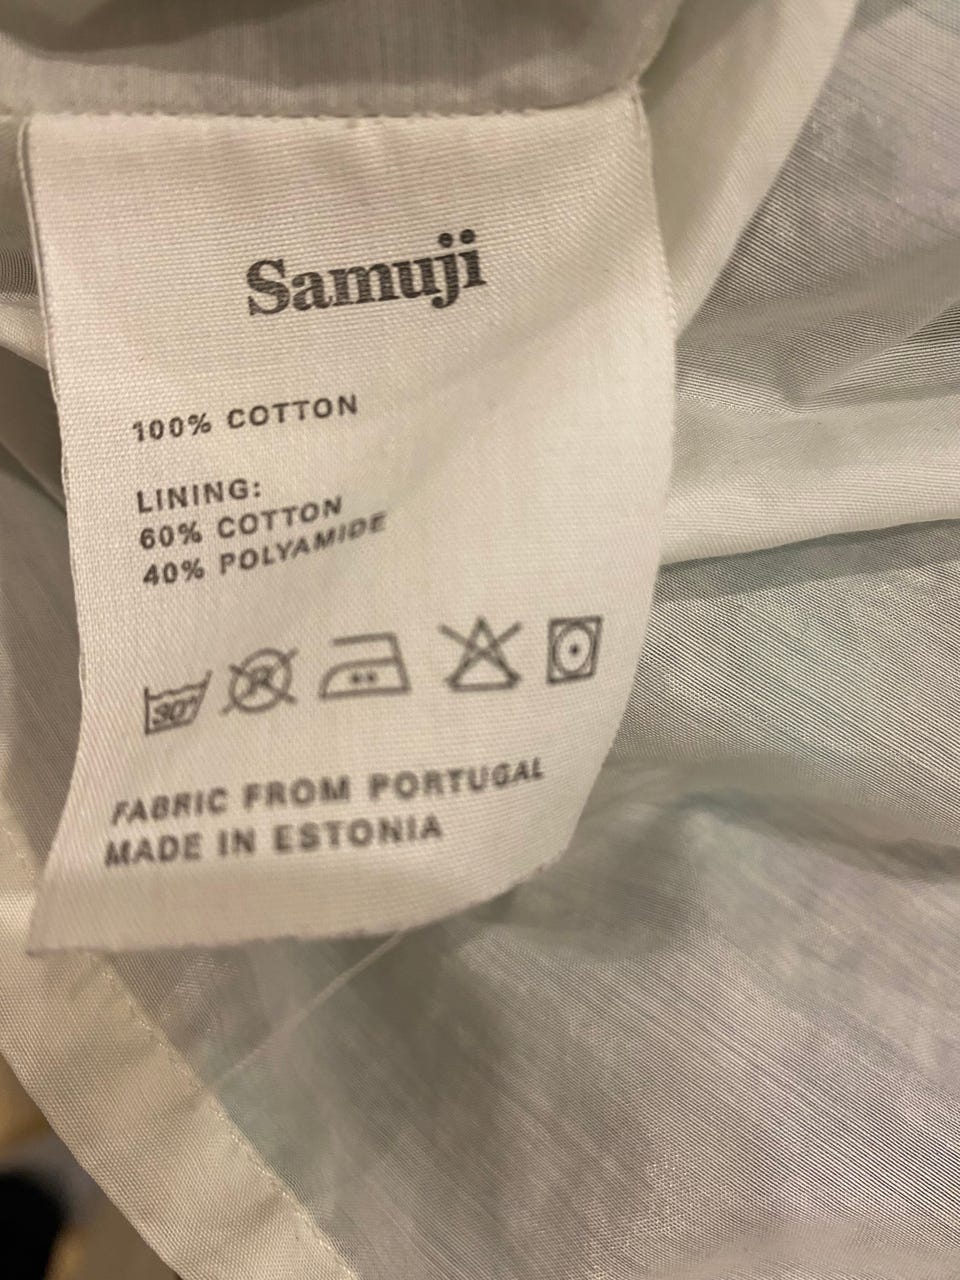 Samuji
100% COTTON
LINING:
60% COTTON
40% POLYAMIDE
30°
FABRIC FROM PORTUGAL
MADE IN ESTONIA